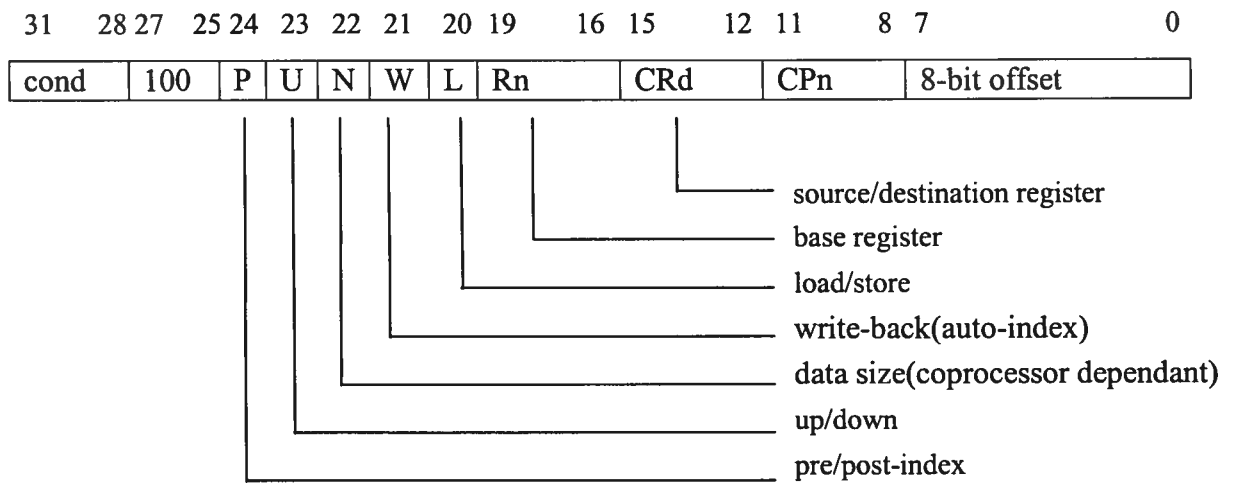 31 28 27 25 24 23 22 21 20 19 16 15 12 11 8 7 0
cond 100 P U N W L Rn CRd CPn 8-bit offset
source/destination register
base register
load/store
write-back(auto-index)
data size(coprocessor dependant)
up/down
pre/post-index